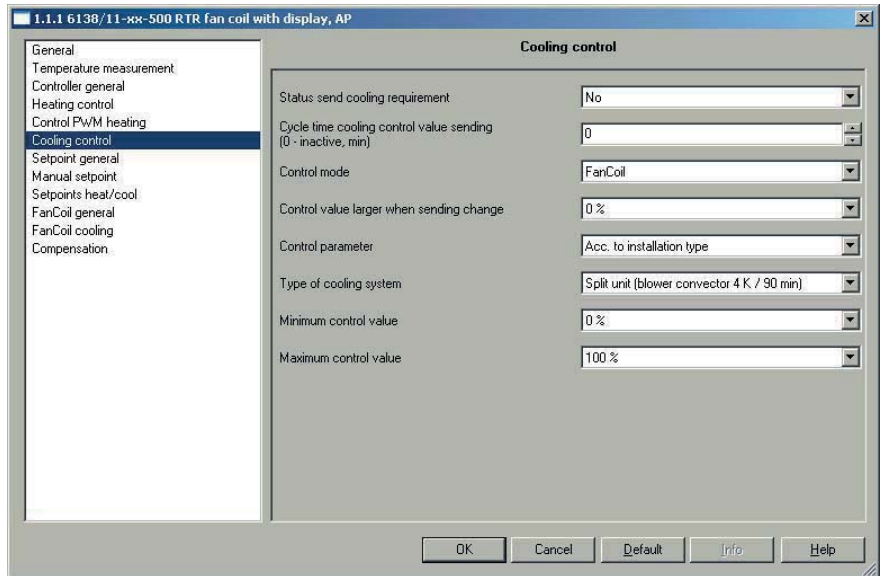 1.1.1 6138/11-xx-500 RTR fan coil with display, AP
General
Temperature measurement
Controller general
Heating control
Control PWM heating
Cooling control
Setpoint general
Manual setpoint
Setpoints heat/cool
FanCoil general
FanCoil cooling
Compensation
Cooling control
Status send cooling requirement No
Cycle time cooling control value sending
(0 - inactive, min) 0
Control mode FanCoil
Control value larger when sending change 0 %
Control parameter Acc. to installation type
Type of cooling system Split unit (blower convector 4 K / 90 min)
Minimum control value 0 %
Maximum control value 100 %
OK Cancel Default Info Help